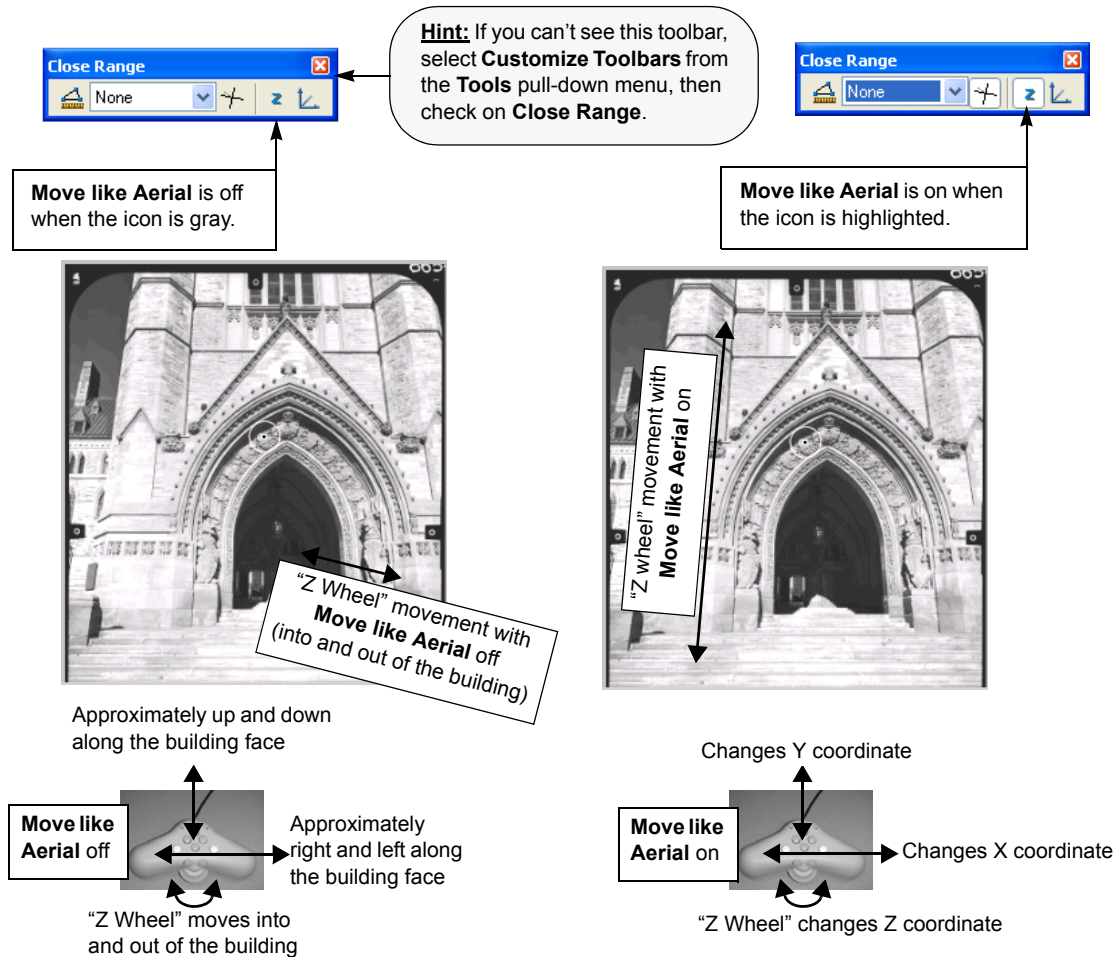 Hint: If you can't see this toolbar,
select Customize Toolbars from
the Tools pull-down menu, then
check on Close Range.
Close Range
None
Close Range
None
Move like Aerial is off
when the icon is gray.
Move like Aerial is on when
the icon is highlighted.
"Z Wheel" movement with
Move like Aerial off
(into and out of the building)
"Z wheel" movement with
Move like Aerial on
Approximately up and down
along the building face
Move like
Aerial off
Approximately
right and left along
the building face
"Z Wheel" moves into
and out of the building
Changes Y coordinate
Move like
Aerial on
Changes X coordinate
"Z Wheel" changes Z coordinate